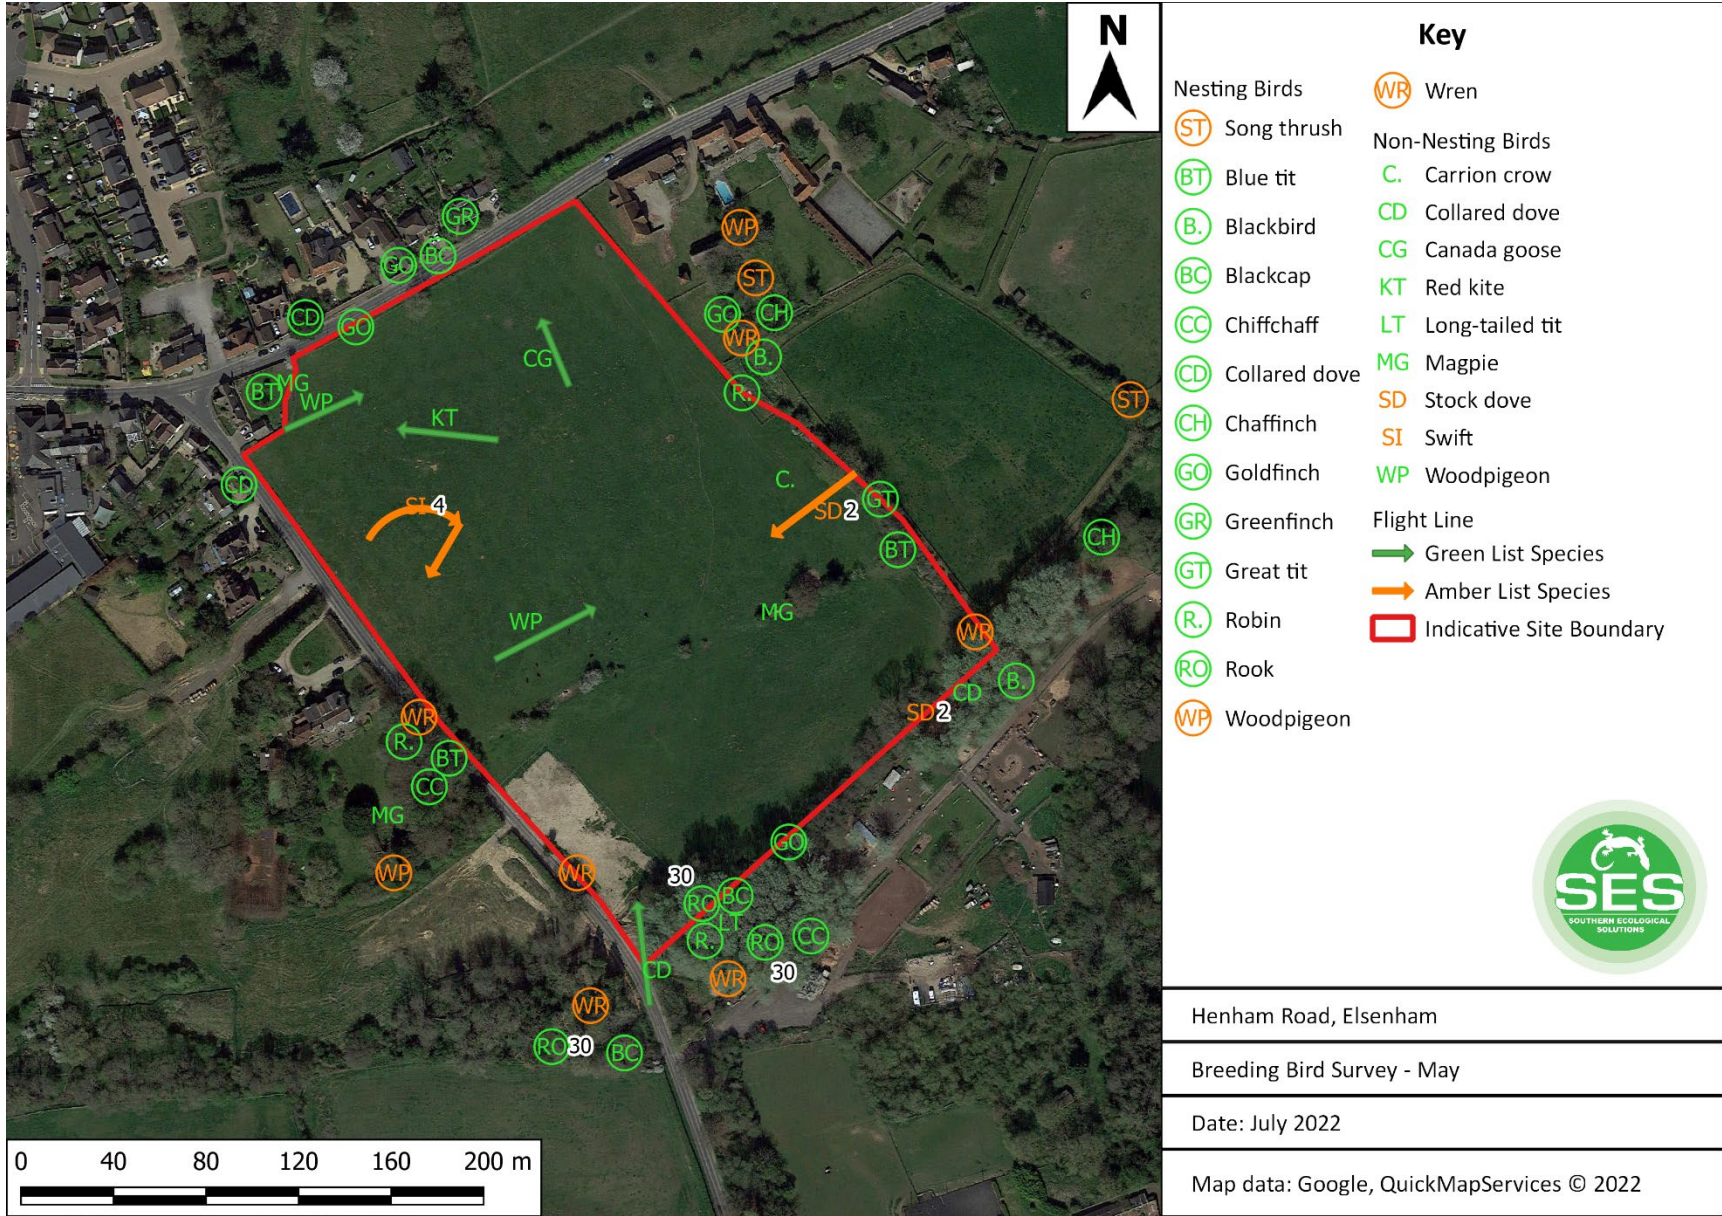 N
GR
GO
BC
CD
GO
BT
MG
WP
CG
KT
WP
ST
GO
CH
WR
B.
R.
ST
C.
SD 2
GT
BT
CH
CD
SI 4
WP
MG
WR
CD
B.
SD 2
WR
R.
BT
CC
MG
WP
WR
GO
30
RO
BC
LT
R.
RO
CC
30
CD
WR
WR
RO 30
BC
0 40 80 120 160 200 m
Key
Nesting Birds
ST Song thrush
BT Blue tit
B. Blackbird
BC Blackcap
CC Chiffchaff
CD Collared dove
CH Chaffinch
GO Goldfinch
GR Greenfinch
GT Great tit
R. Robin
RO Rook
WP Woodpigeon
WR Wren
Non-Nesting Birds
C. Carrion crow
CD Collared dove
CG Canada goose
KT Red kite
LT Long-tailed tit
MG Magpie
SD Stock dove
SI Swift
WP Woodpigeon
Flight Line
Green List Species
Amber List Species
Indicative Site Boundary
SES
SOUTHERN ECOLOGICAL
SOLUTIONS
Henham Road, Elsenham
Breeding Bird Survey - May
Date: July 2022
Map data: Google, QuickMapServices © 2022